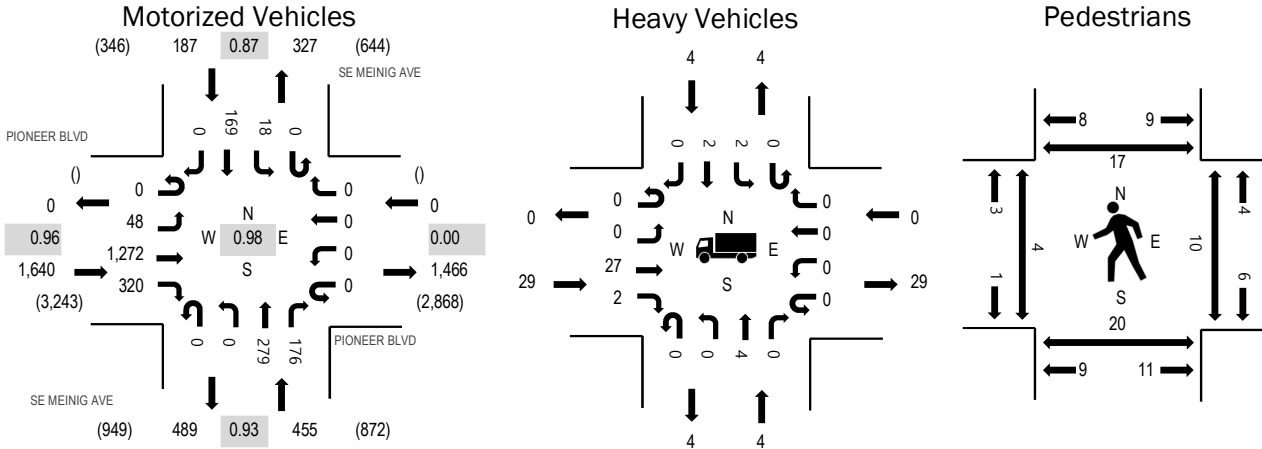 Motorized Vehicles
(346) 187 0.87 327 (644)
SE MEINIG AVE
PIONEER BLVD
0 169 18 0
() 0
0 48 1,272 320
0.96
1,640
(3,243)
N
W 0.98 E
S
0 0 0 0
()
0
0.00
1,466
(2,868)
0 0 279 176
PIONEER BLVD
SE MEINIG AVE
(949) 489 0.93 455 (872)
Heavy Vehicles
4 4
0 2 2 0
0 0 27 2
0
29
N
W E
S
0 0 0 0
0
29
0 0 4 0
4 4
Pedestrians
8 9
17
N
3 4 W E 10 4
1 S 6
20
9 11